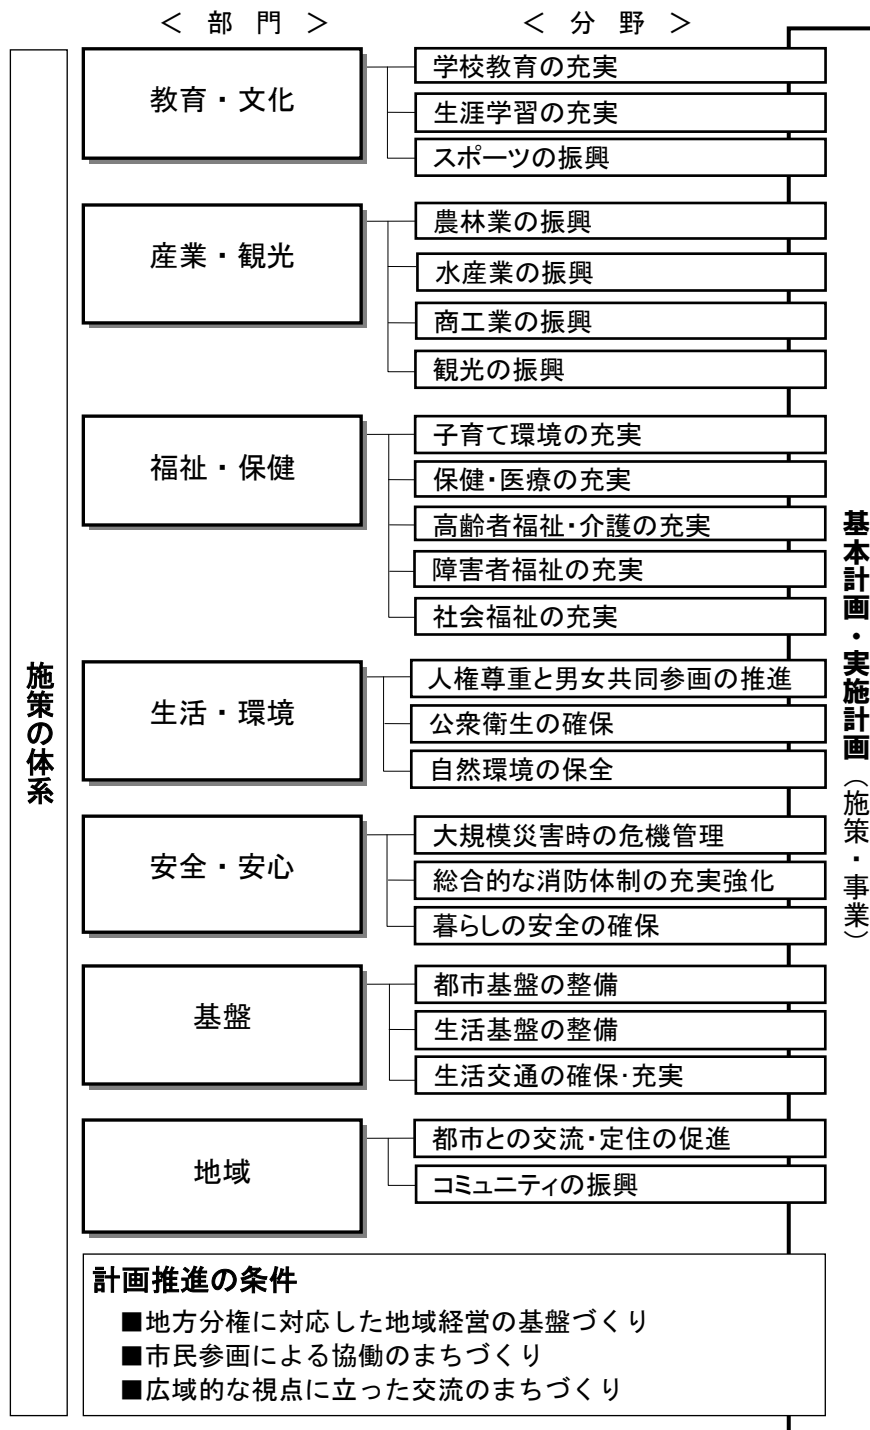 ＜ 部 門 ＞
＜ 分 野 ＞
施策の体系
教育・文化
学校教育の充実
生涯学習の充実
スポーツの振興
産業・観光
農林業の振興
水産業の振興
商工業の振興
観光の振興
福祉・保健
子育て環境の充実
保健・医療の充実
高齢者福祉・介護の充実
障害者福祉の充実
社会福祉の充実
生活・環境
人権尊重と男女共同参画の推進
公衆衛生の確保
自然環境の保全
安全・安心
大規模災害時の危機管理
総合的な消防体制の充実強化
暮らしの安全の確保
基盤
都市基盤の整備
生活基盤の整備
生活交通の確保・充実
地域
都市との交流・定住の促進
コミュニティの振興
基本計画・実施計画（施策・事業）
計画推進の条件
■地方分権に対応した地域経営の基盤づくり
■市民参画による協働のまちづくり
■広域的な視点に立った交流のまちづくり